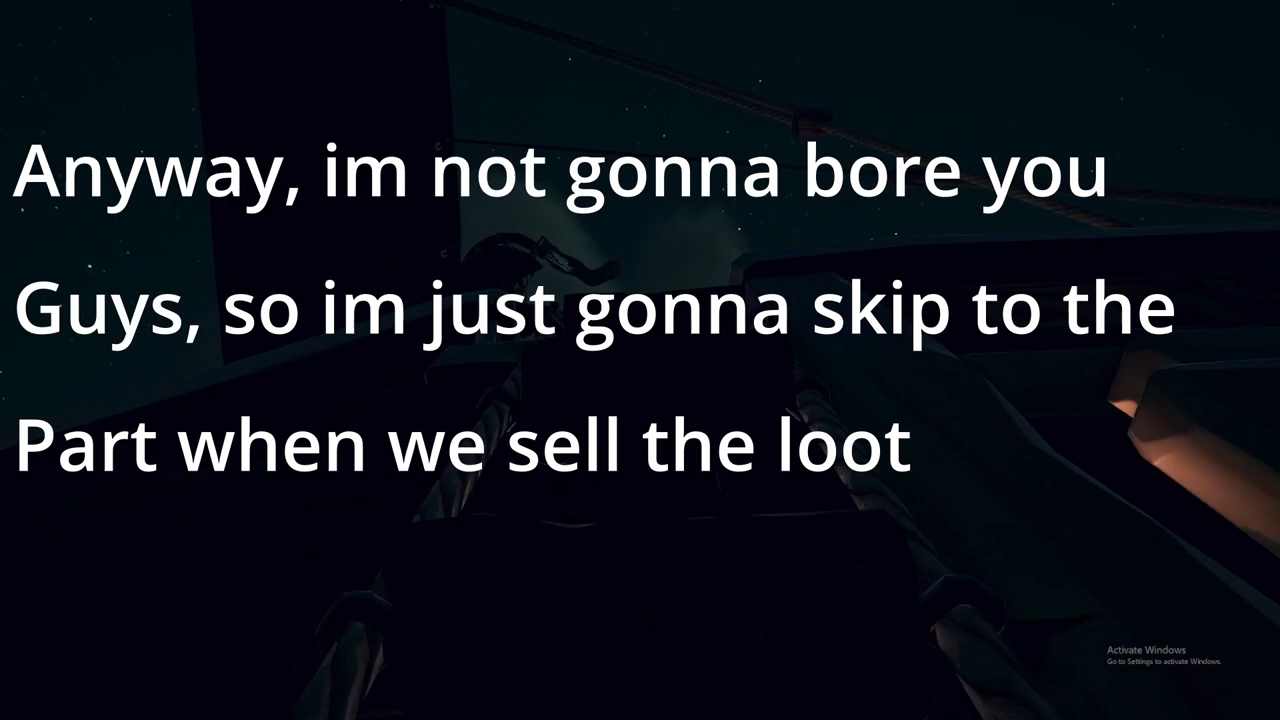 Anyway, im not gonna bore you
Guys, so im just gonna skip to the
Part when we sell the loot
Activate Windows
Go to Settings to activate Windows.